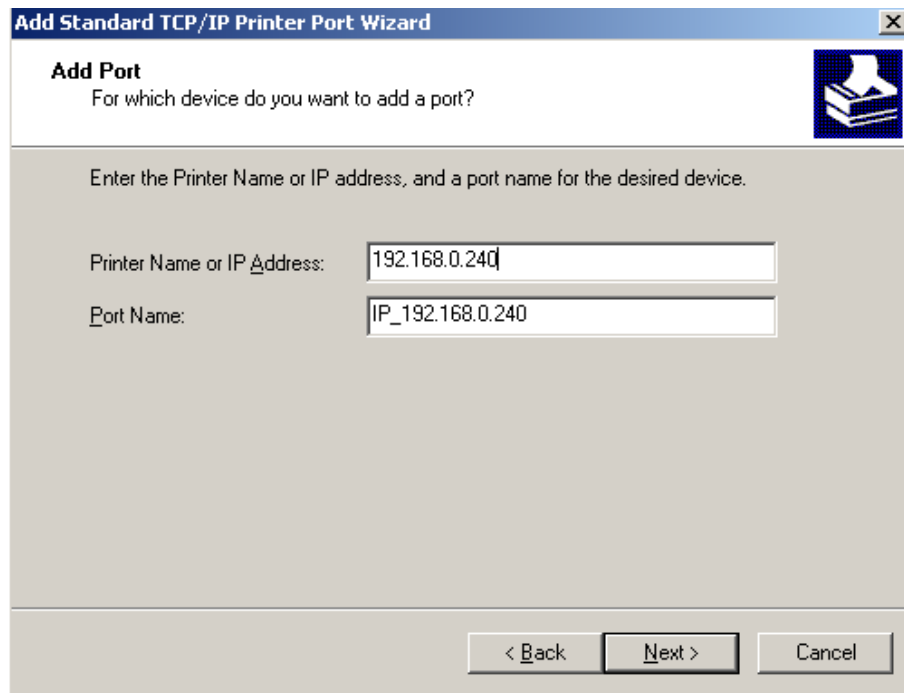 Add Standard TCP/IP Printer Port Wizard
Add Port
For which device do you want to add a port?
Enter the Printer Name or IP address, and a port name for the desired device.
Printer Name or IP Address: 192.168.0.240
Port Name: IP_192.168.0.240
< Back Next > Cancel